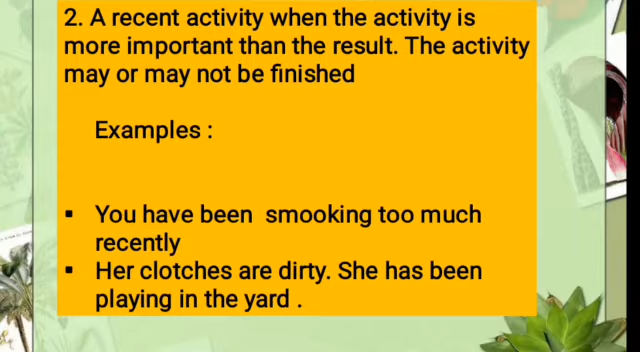 2. A recent activity when the activity is
more important than the result. The activity
may or may not be finished
Examples :
▪ You have been smooking too much
recently
▪ Her clotches are dirty. She has been
playing in the yard .